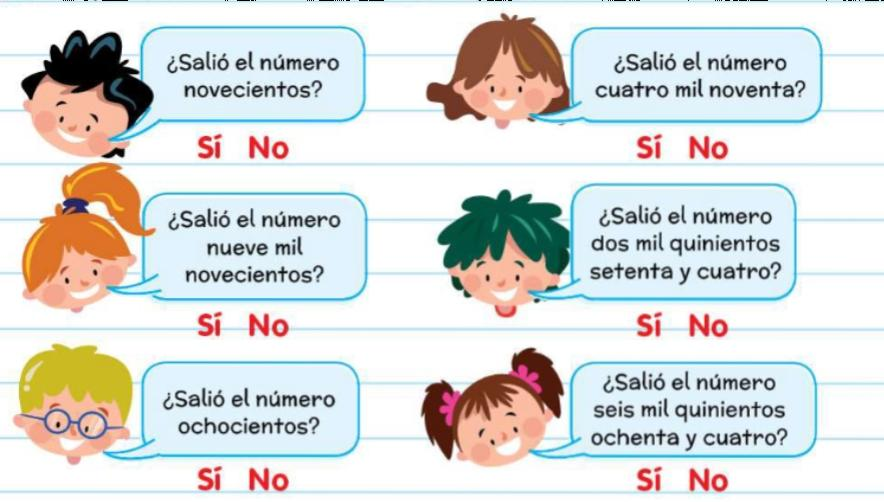 ¿Salió el número
novecientos?
Sí No
¿Salió el número
cuatro mil noventa?
Sí No
¿Salió el número
nueve mil
novecientos?
Sí No
¿Salió el número
dos mil quinientos
setenta y cuatro?
Sí No
¿Salió el número
ochocientos?
Sí No
¿Salió el número
seis mil quinientos
ochenta y cuatro?
Sí No